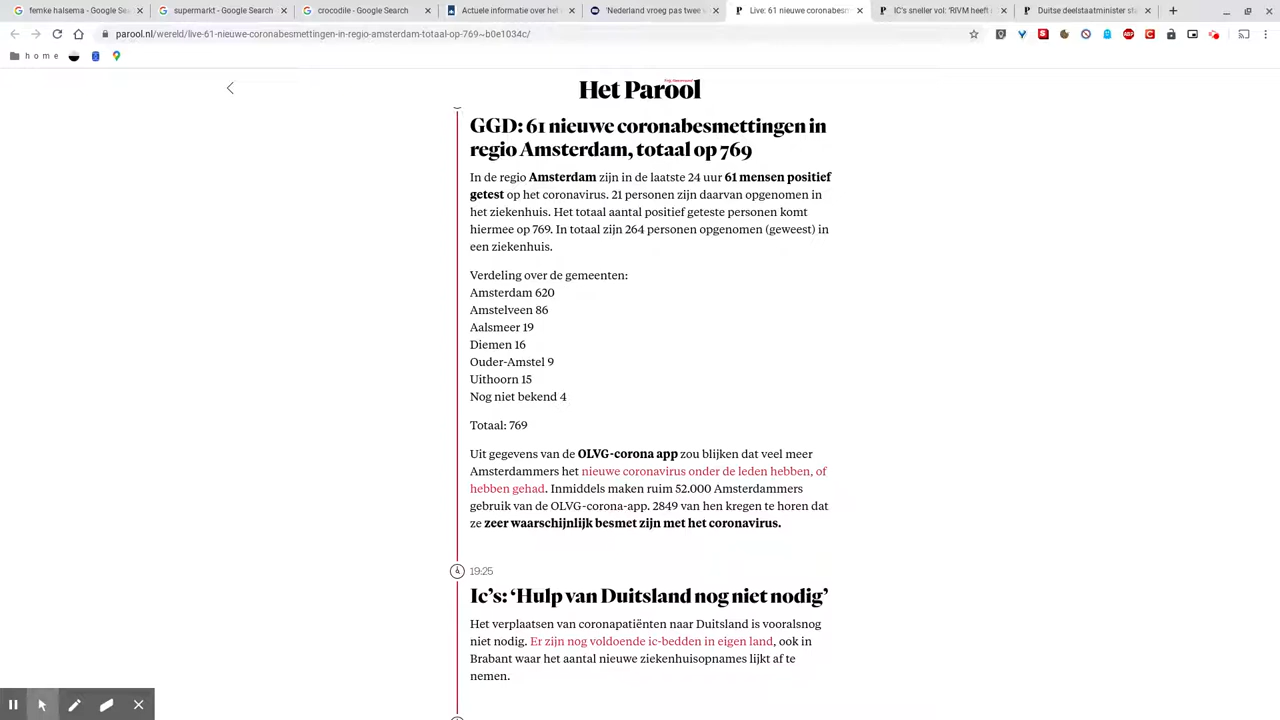 femke halsema - Google Sea
supermarkt - Google Search
crocodile - Google Search
Actuele informatie over het
'Nederland vroeg pas twee
Live: 61 nieuwe coronabesm
IC's sneller vol: 'RIVM heeft
Duitse deelstaatminister sta
parool.nl/wereld/live-61-nieuwe-coronabesmettingen-in-regio-amsterdam-totaal-op-769~b0e1034c/
home
Het Parool
GGD: 61 nieuwe coronabesmettingen in
regio Amsterdam, totaal op 769
In de regio Amsterdam zijn in de laatste 24 uur 61 mensen positief
getest op het coronavirus. 21 personen zijn daarvan opgenomen in
het ziekenhuis. Het totaal aantal positief geteste personen komt
hiermee op 769. In totaal zijn 264 personen opgenomen (geweest) in
een ziekenhuis.
Verdeling over de gemeenten:
Amsterdam 620
Amstelveen 86
Aalsmeer 19
Diemen 16
Ouder-Amstel 9
Uithoorn 15
Nog niet bekend 4
Totaal: 769
Uit gegevens van de OLVG-corona app zou blijken dat veel meer
Amsterdammers het nieuwe coronavirus onder de leden hebben, of
hebben gehad. Inmiddels maken ruim 52.000 Amsterdammers
gebruik van de OLVG-corona-app. 2849 van hen kregen te horen dat
ze zeer waarschijnlijk besmet zijn met het coronavirus.
19:25
Ic's: 'Hulp van Duitsland nog niet nodig'
Het verplaatsen van coronapatiënten naar Duitsland is vooralsnog
niet nodig. Er zijn nog voldoende ic-bedden in eigen land, ook in
Brabant waar het aantal nieuwe ziekenhuisopnames lijkt af te
nemen.